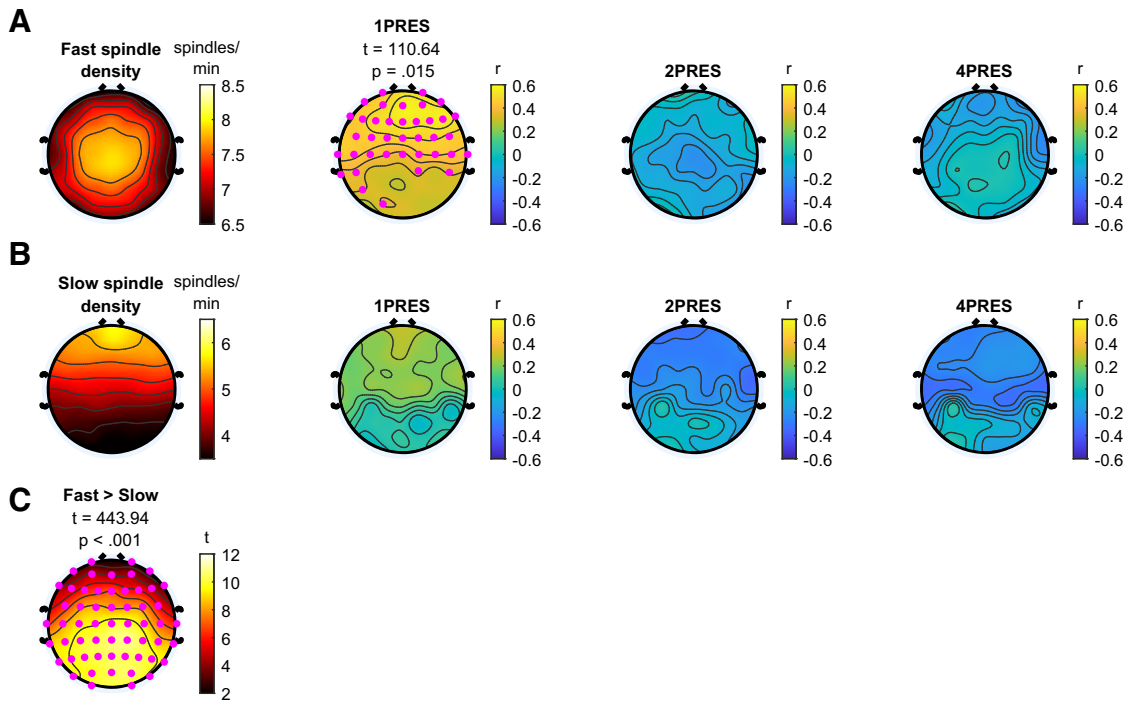 A
Fast spindle
density
spindles/
min
8.5
8
7.5
7
6.5
1PRES
t = 110.64
p = .015
r
0.6
0.4
0.2
0
-0.2
-0.4
-0.6
2PRES
r
0.6
0.4
0.2
0
-0.2
-0.4
-0.6
4PRES
r
0.6
0.4
0.2
0
-0.2
-0.4
-0.6
B
Slow spindle
density
spindles/
min
6
5
4
1PRES
r
0.6
0.4
0.2
0
-0.2
-0.4
-0.6
2PRES
r
0.6
0.4
0.2
0
-0.2
-0.4
-0.6
4PRES
r
0.6
0.4
0.2
0
-0.2
-0.4
-0.6
C
Fast > Slow
t = 443.94
p < .001
t
12
10
8
6
4
2